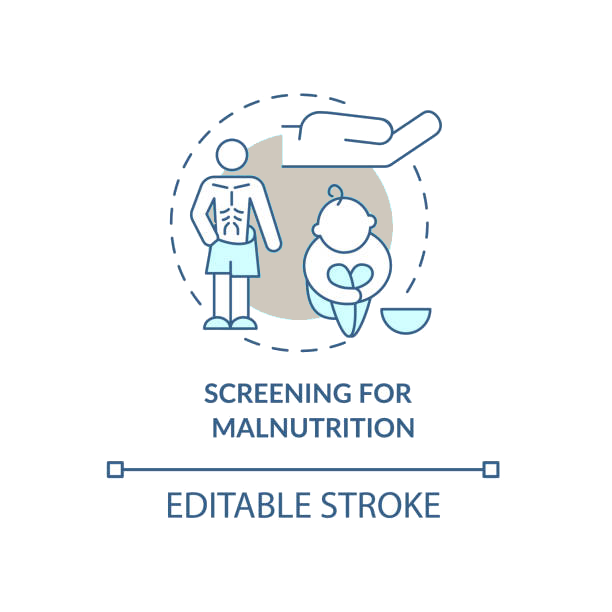 SCREENING FOR
MALNUTRITION
EDITABLE STROKE